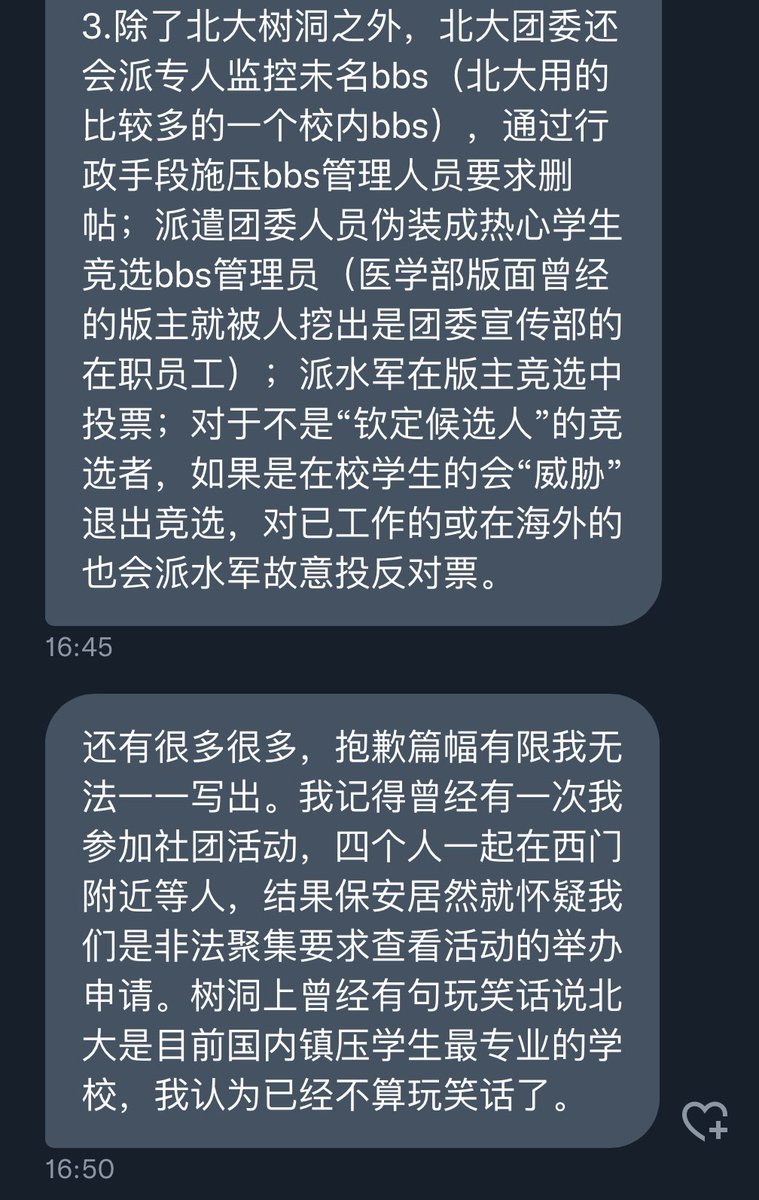 3.除了北大树洞之外，北大团委还
会派专人监控未名bbs（北大用的
比较多的一个校内bbs），通过行
政手段施压bbs管理人员要求删
帖；派遣团委人员伪装成热心学生
竞选bbs管理员（医学部版面曾经
的版主就被人挖出是团委宣传部的
在职员工）；派水军在版主竞选中
投票；对于不是“钦定候选人”的竞
选者，如果是在校学生的会“威胁”
退出竞选，对已工作的或在海外的
也会派水军故意投反对票。
16:45
还有很多很多，抱歉篇幅有限我无
法一一写出。我记得曾经有一次我
参加社团活动，四个人一起在西门
附近等人，结果保安居然就怀疑我
们是非法聚集要求查看活动的举办
申请。树洞上曾经有句玩笑话说北
大是目前国内镇压学生最专业的学
校，我认为已经不算玩笑话了。
16:50